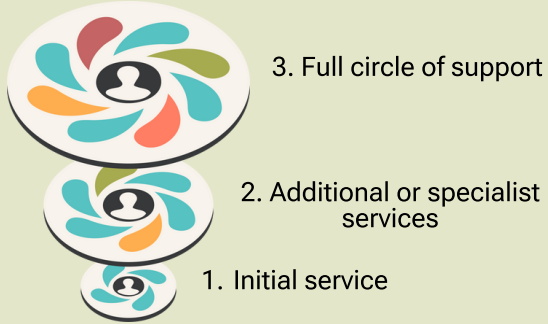 3. Full circle of support
2. Additional or specialist
services
1. Initial service